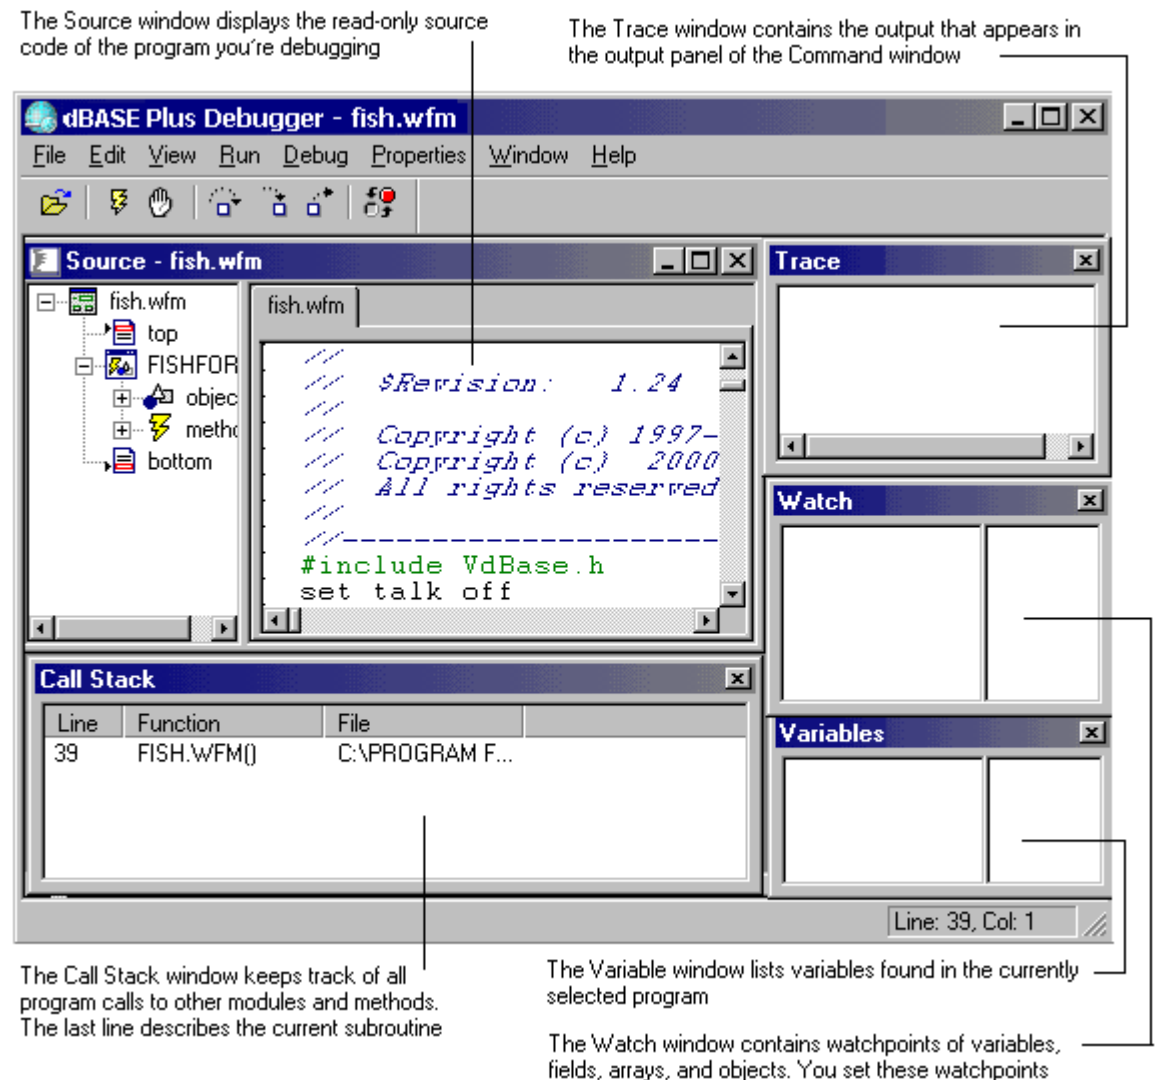 The Source window displays the read-only source
code of the program you're debugging
The Trace window contains the output that appears in
the output panel of the Command window
dBASE Plus Debugger - fish.wfm
File Edit View Run Debug Properties Window Help
Source - fish.wfm
fish.wfm
top
FISHFOR
objec
metho
bottom
fish.wfm
//
// $Revision: 1.24
//
// Copyright (c) 1997-
// Copyright (c) 2000
// All rights reserved
//
//---------------------
#include VdBase.h
set talk off
Trace
Watch
Call Stack
Line Function File
39 FISH.WFM() C:\PROGRAM F...
Variables
Line: 39, Col: 1
The Call Stack window keeps track of all
program calls to other modules and methods.
The last line describes the current subroutine
The Variable window lists variables found in the currently
selected program
The Watch window contains watchpoints of variables,
fields, arrays, and objects. You set these watchpoints